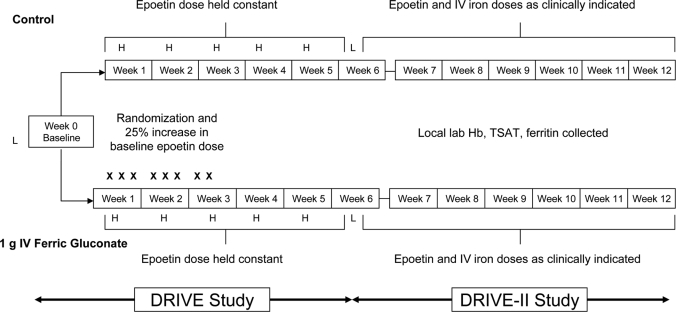 Epoetin dose held constant
Epoetin and IV iron doses as clinically indicated
Control
H H H H H L
Week 1 Week 2 Week 3 Week 4 Week 5 Week 6 Week 7 Week 8 Week 9 Week 10 Week 11 Week 12
L
Week 0
Baseline
Randomization and
25% increase in
baseline epoetin dose
Local lab Hb, TSAT, ferritin collected
X X X X X X X X
Week 1 Week 2 Week 3 Week 4 Week 5 Week 6 Week 7 Week 8 Week 9 Week 10 Week 11 Week 12
H H H H H L
1 g IV Ferric Gluconate
Epoetin dose held constant
Epoetin and IV iron doses as clinically indicated
DRIVE Study
DRIVE-II Study